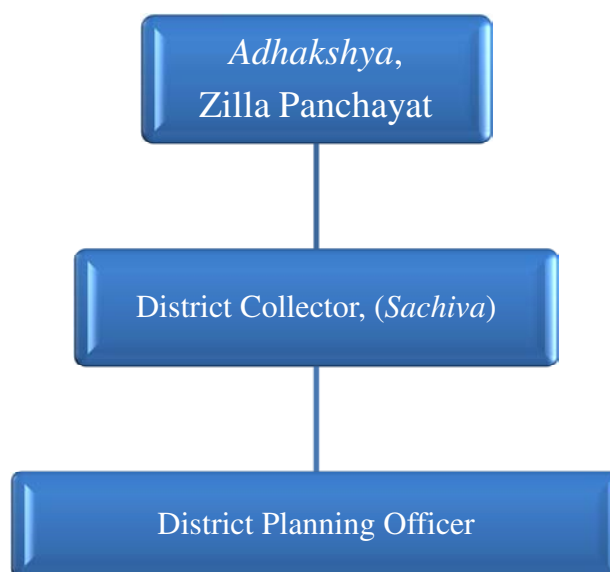 Adhakshya,
Zilla Panchayat
District Collector, (Sachiva)
District Planning Officer